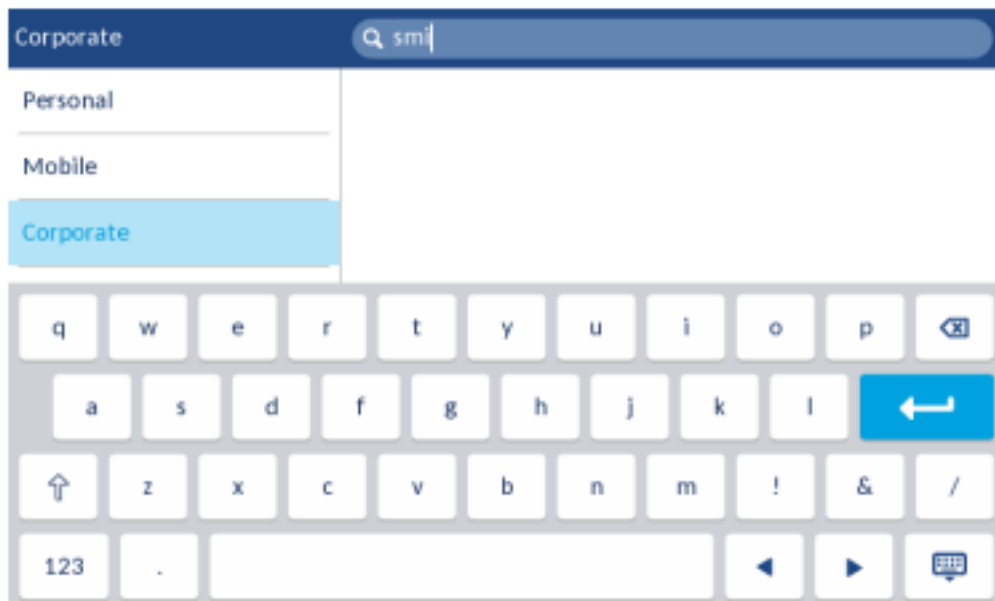 Corporate smi
Personal
Mobile
Corporate
q w e r t y u i o p
a s d f g h j k l
z x c v b n m ! & /
123 .